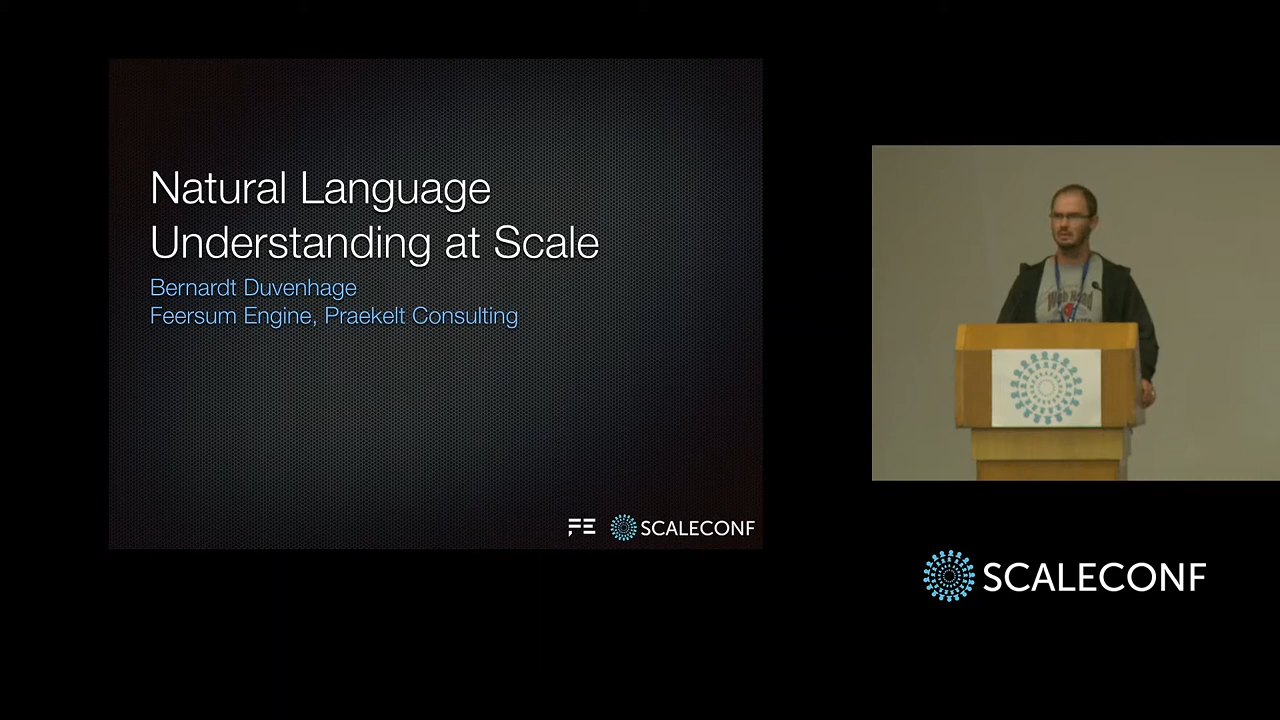 Natural Language
Understanding at Scale
Bernardt Duvenhage
Feersum Engine, Praekelt Consulting
FE SCALECONF
SCALECONF